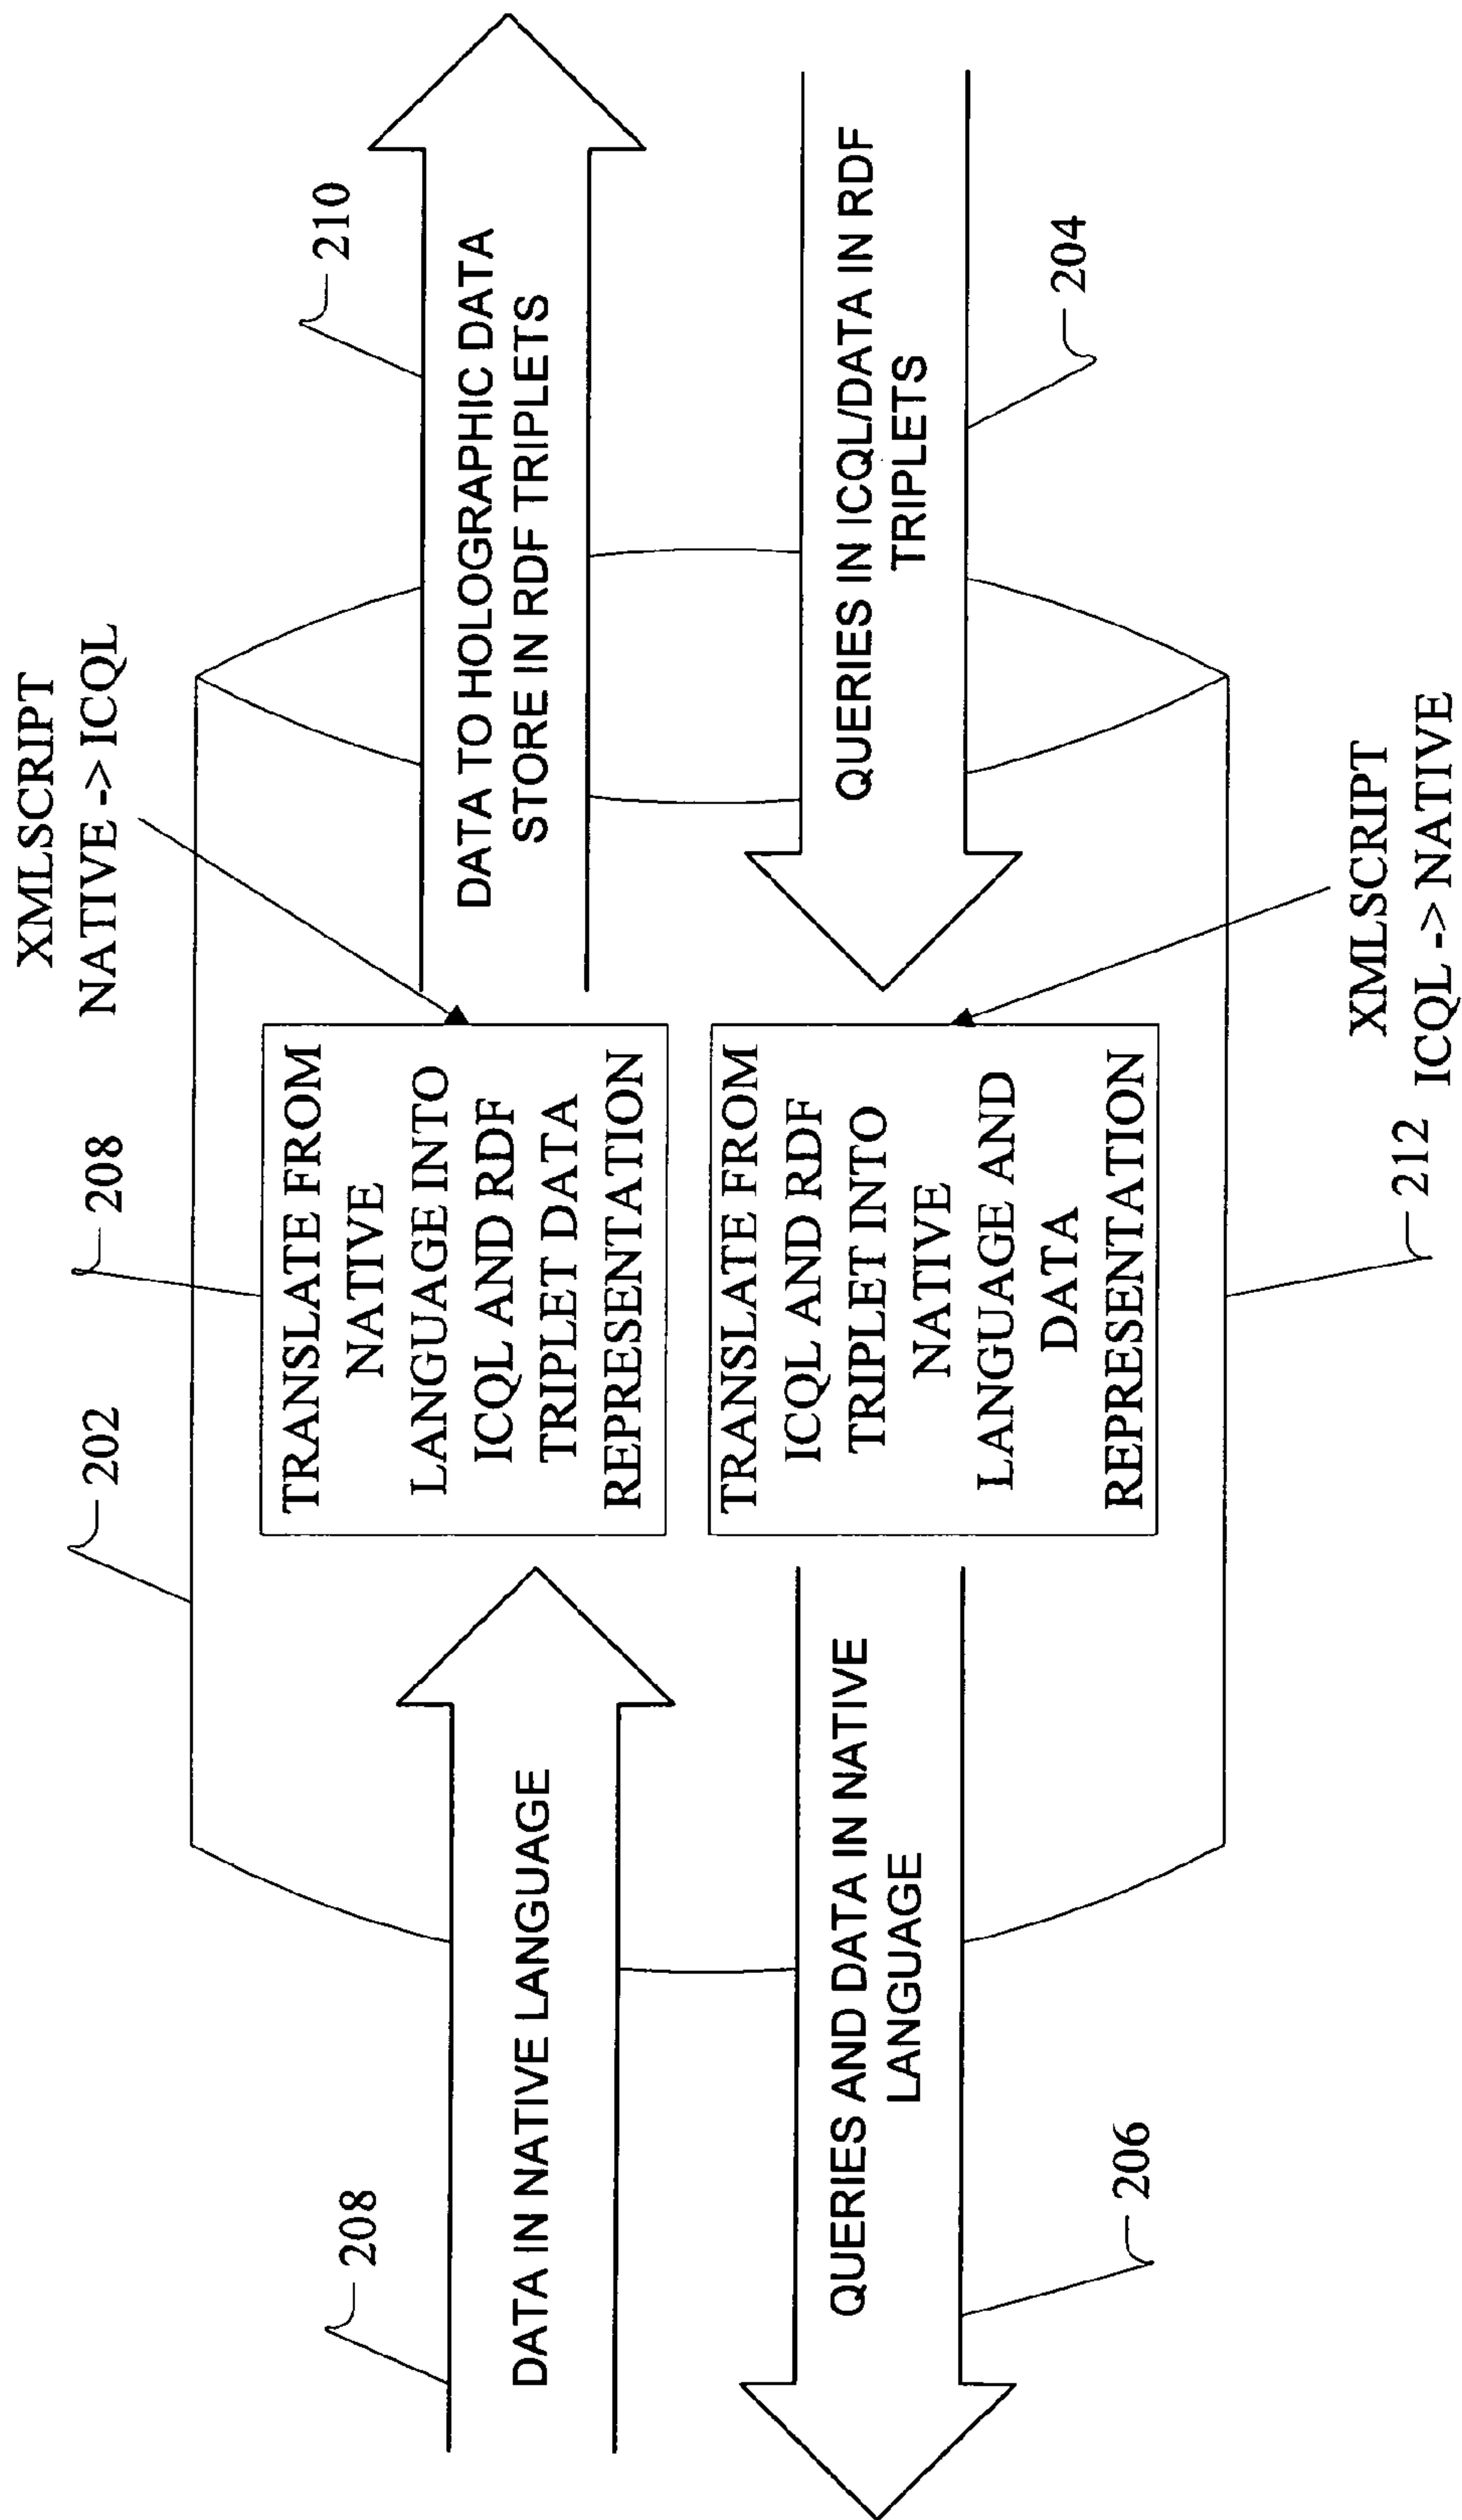 XMLSCRIPT
NATIVE -> ICQL
202
208
210
208
DATA IN NATIVE LANGUAGE
TRANSLATE FROM
NATIVE
LANGUAGE INTO
ICQL AND RDF
TRIPLET DATA
REPRESENTATION
DATA TO HOLOGRAPHIC DATA
STORE IN RDF TRIPLETS
QUERIES AND DATA IN NATIVE
LANGUAGE
TRANSLATE FROM
ICQL AND RDF
TRIPLET INTO
NATIVE
LANGUAGE AND
DATA
REPRESENTATION
QUERIES IN ICQL/DATA IN RDF
TRIPLETS
206
204
212
XMLSCRIPT
ICQL -> NATIVE